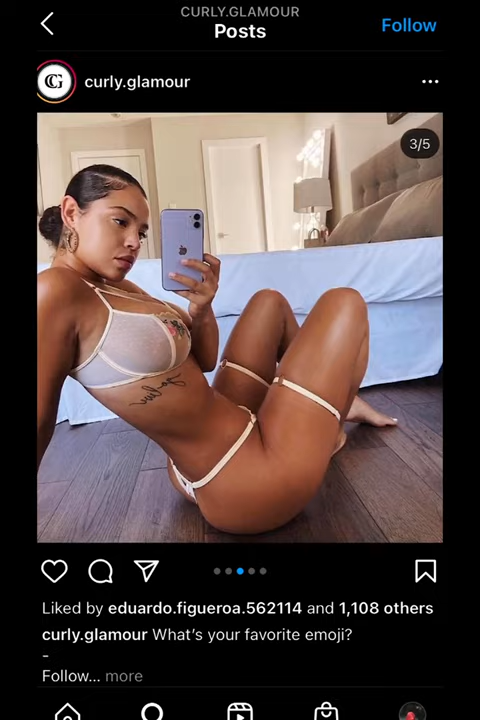 CURLY.GLAMOUR
Posts
Follow
CG
curly.glamour
3/5
Liked by eduardo.figueroa.562114 and 1,108 others
curly.glamour What's your favorite emoji?
-
Follow... more